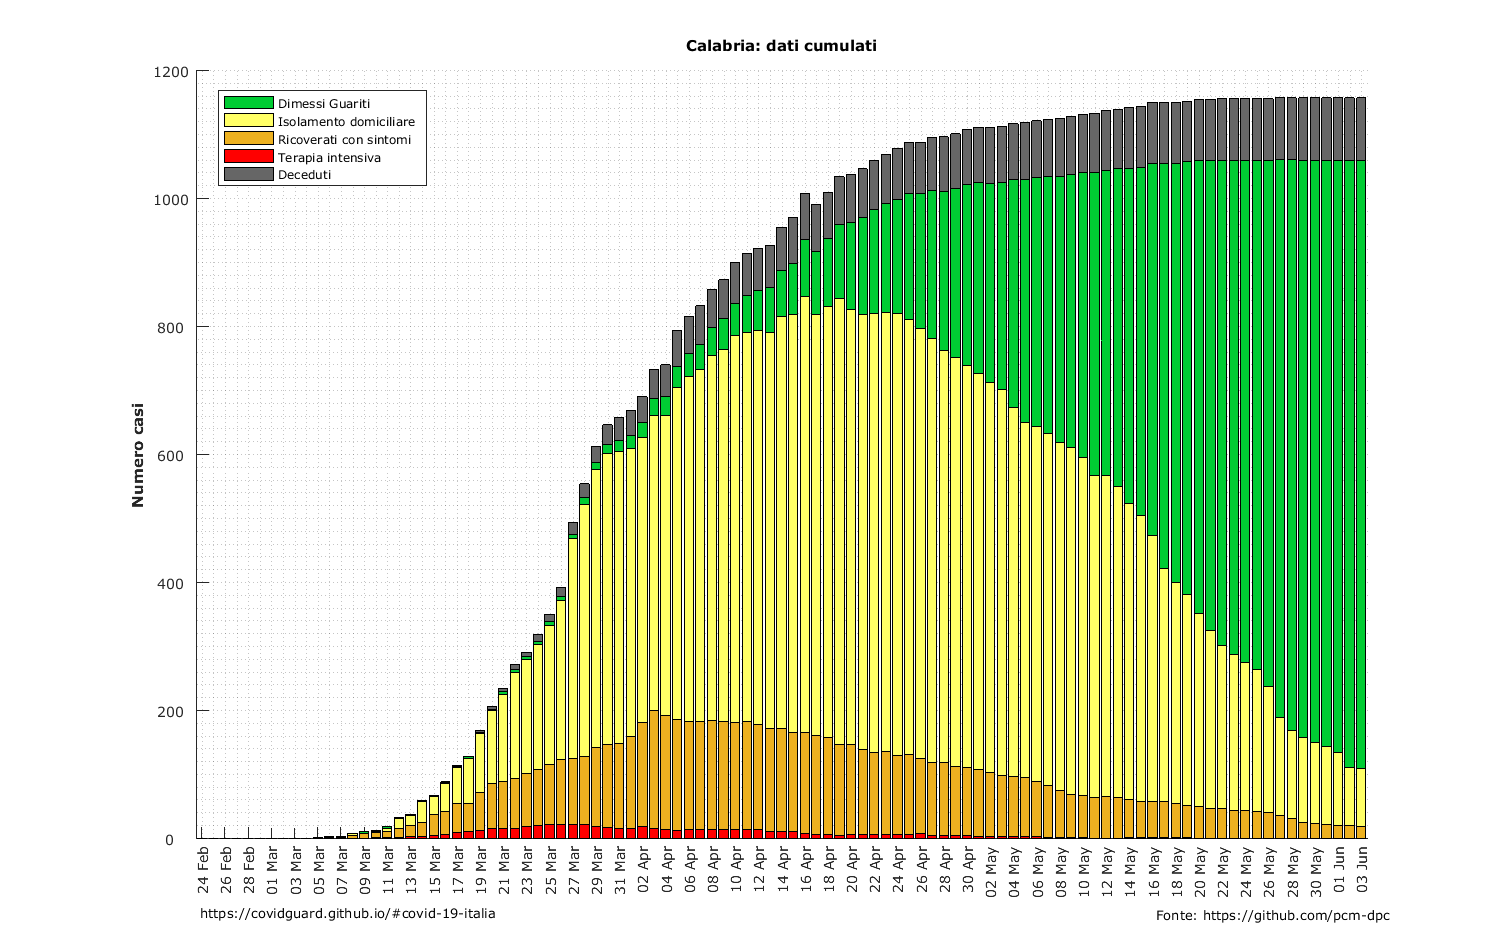 Calabria: dati cumulati
Numero casi
1200
1000
800
600
400
200
0
Dimessi Guariti
Isolamento domiciliare
Ricoverati con sintomi
Terapia intensiva
Deceduti
24 Feb
26 Feb
28 Feb
01 Mar
03 Mar
05 Mar
07 Mar
09 Mar
11 Mar
13 Mar
15 Mar
17 Mar
19 Mar
21 Mar
23 Mar
25 Mar
27 Mar
29 Mar
31 Mar
02 Apr
04 Apr
06 Apr
08 Apr
10 Apr
12 Apr
14 Apr
16 Apr
18 Apr
20 Apr
22 Apr
24 Apr
26 Apr
28 Apr
30 Apr
02 May
04 May
06 May
08 May
10 May
12 May
14 May
16 May
18 May
20 May
22 May
24 May
26 May
28 May
30 May
01 Jun
03 Jun
https://covidguard.github.io/#covid-19-italia
Fonte: https://github.com/pcm-dpc